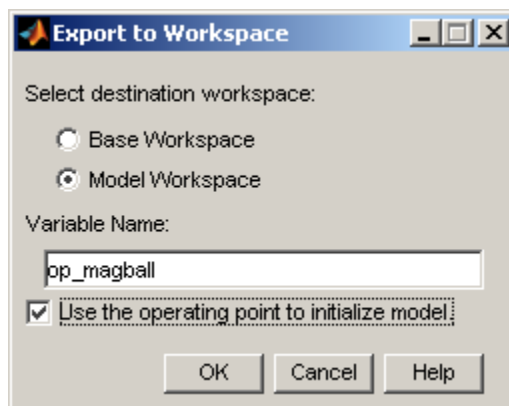 Export to Workspace
Select destination workspace:
Base Workspace
Model Workspace
Variable Name:
op_magball
Use the operating point to initialize model.
OK Cancel Help